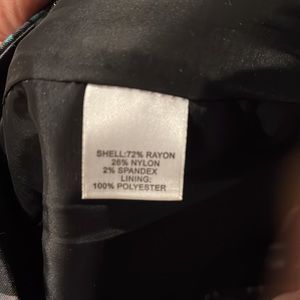 SHELL:72% RAYON
26% NYLON
2% SPANDEX
LINING:
100% POLYESTER